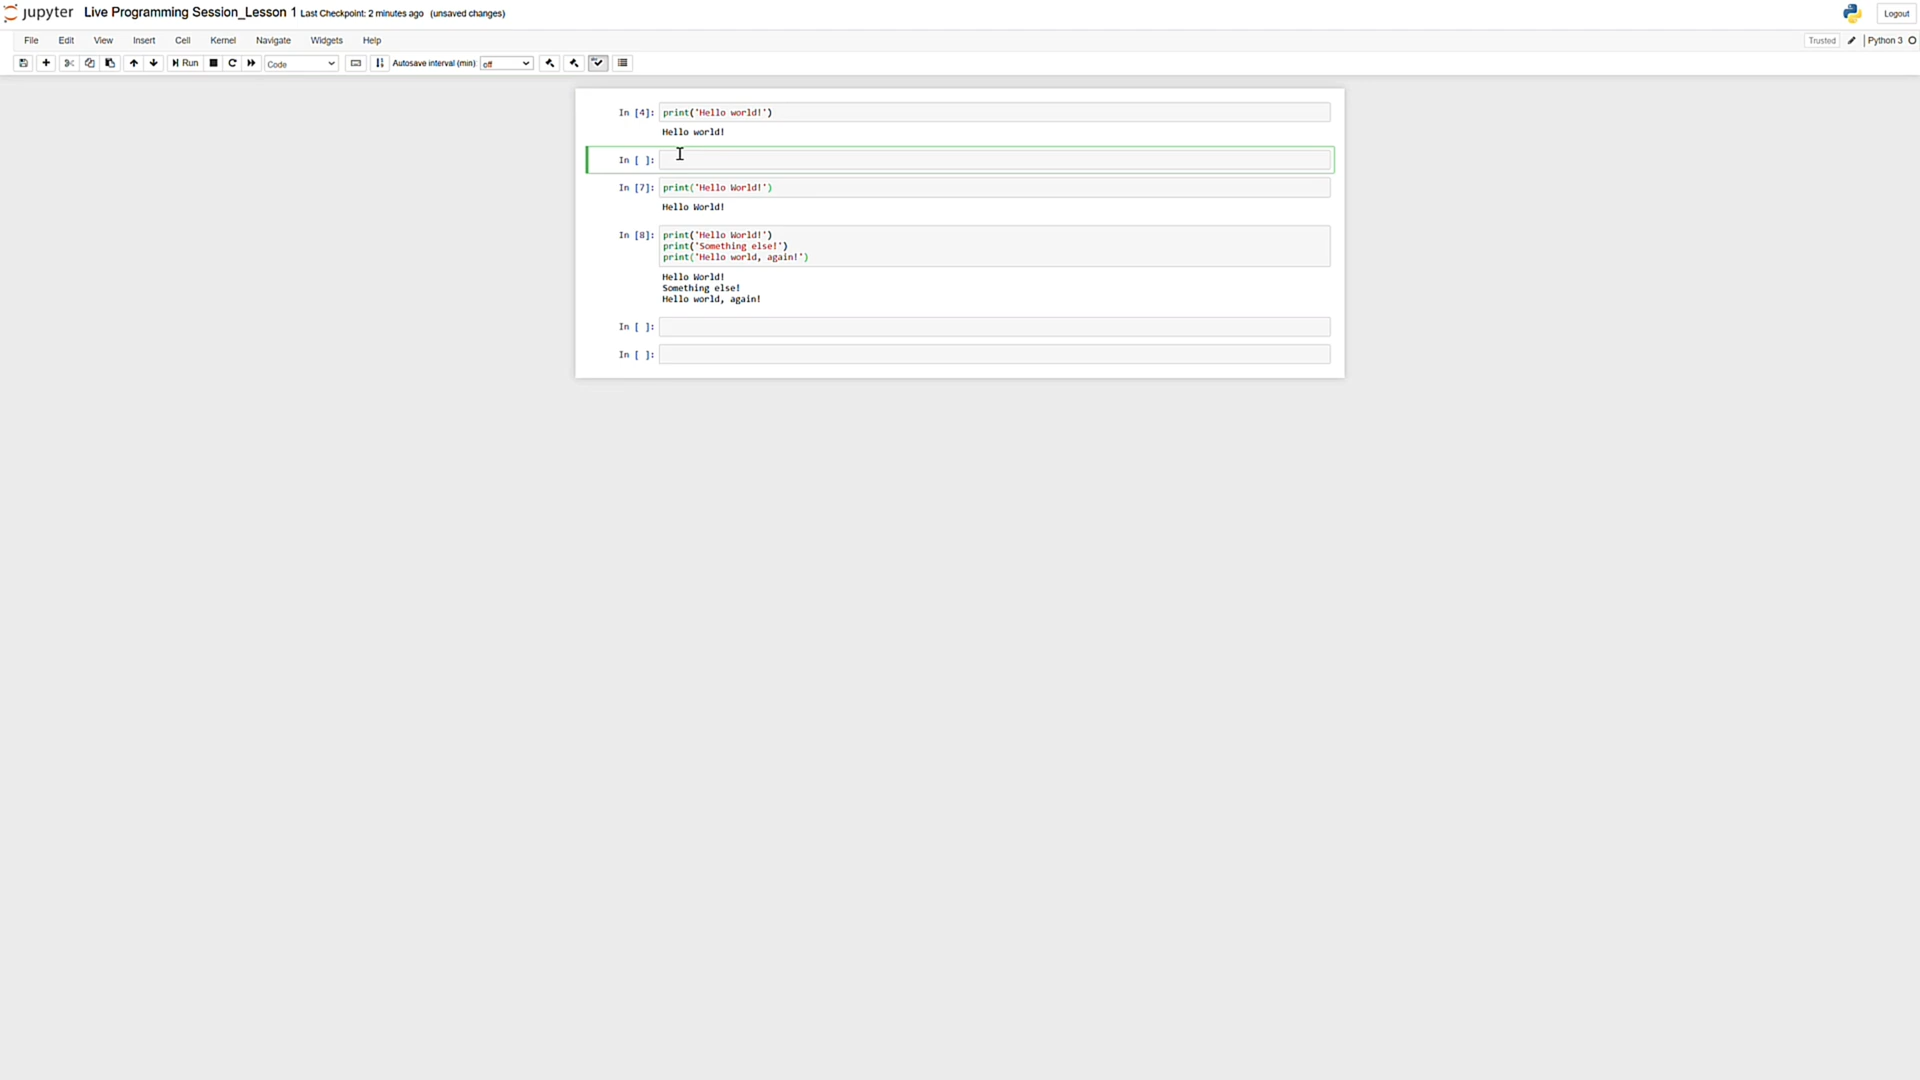 jupyter Live Programming Session_Lesson 1 Last Checkpoint: 2 minutes ago (unsaved changes) Logout
File Edit View Insert Cell Kernel Navigate Widgets Help Trusted Python 3
Run Code Autosave interval (min): off
In [4]: print('Hello world!')
Hello world!
In [ ]:
In [7]: print('Hello World!')
Hello World!
In [8]: print('Hello World!')
print('Something else!')
print('Hello world, again!')
Hello World!
Something else!
Hello world, again!
In [ ]:
In [ ]: